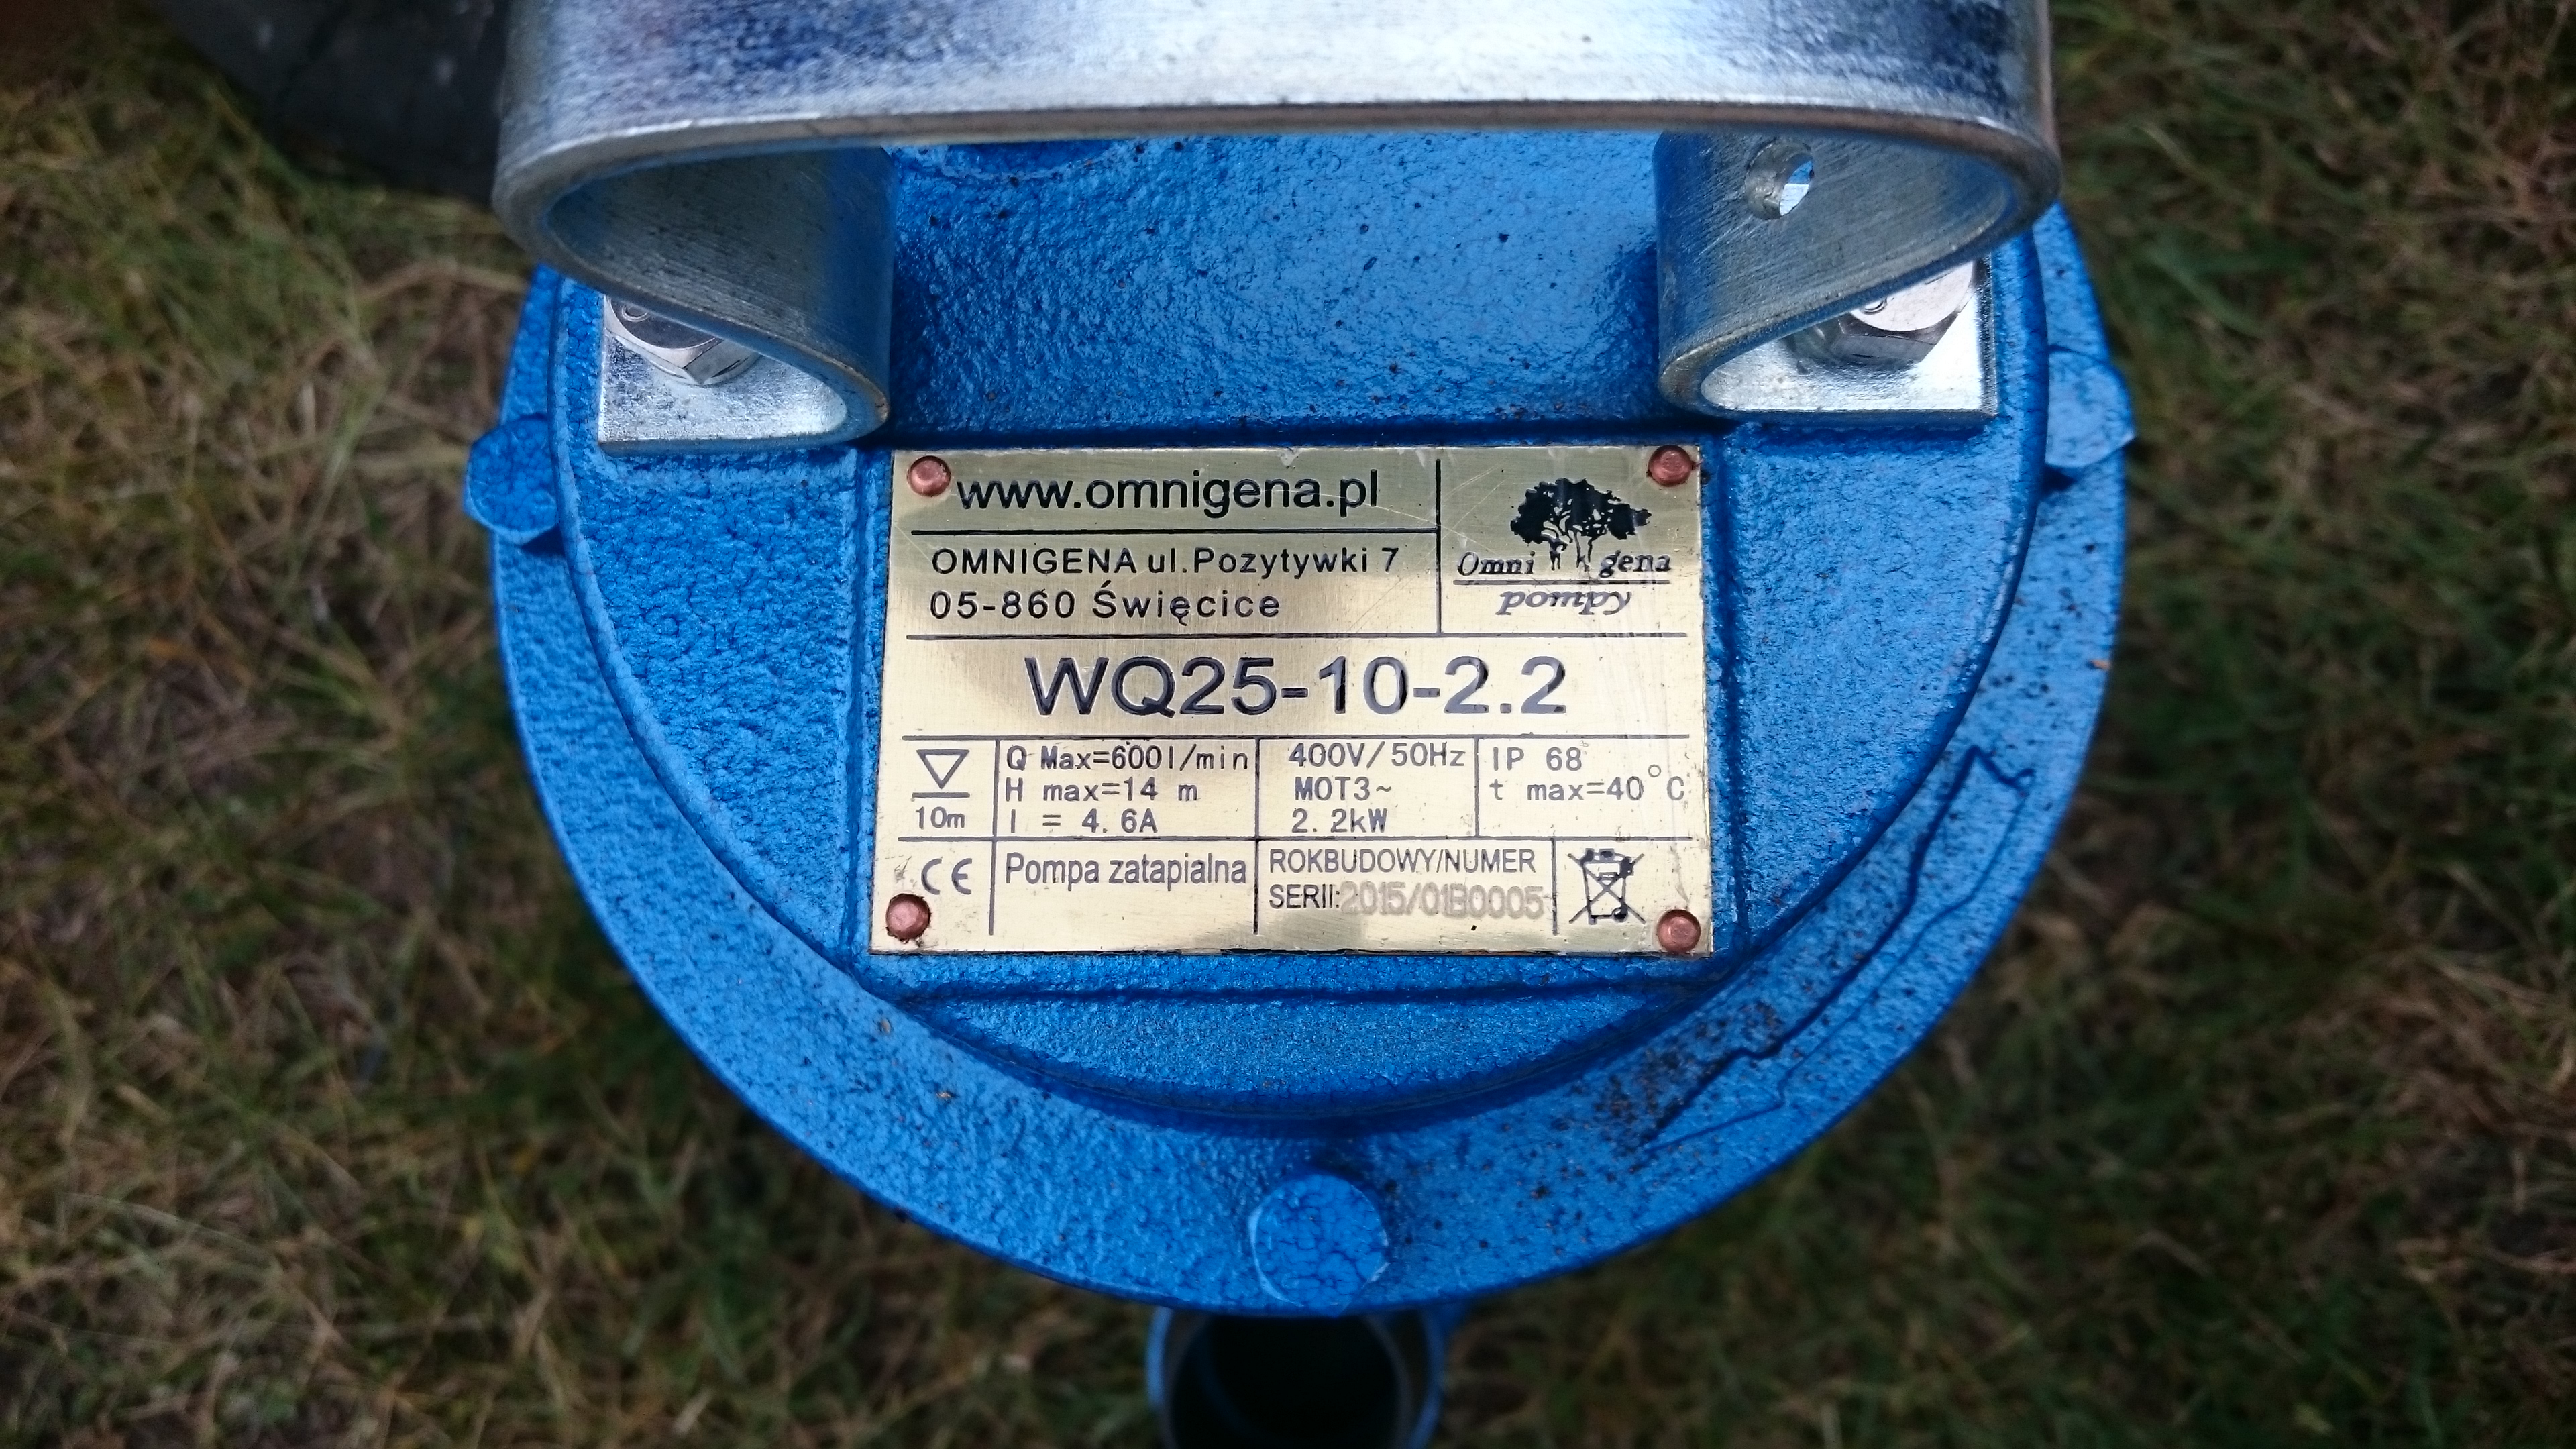 www.omnigena.pl
OMNIGENA ul.Pozytywki 7
05-860 Święcice
Omni gena
pompy
WQ25-10-2.2
10m
Q Max=600l/min
H max=14 m
I = 4.6A
400V/50Hz
MOT3~
2.2kW
IP 68
t max=40°C
CE
Pompa zatapialna
ROKBUDOWY/NUMER
SERII:2015/01B0005